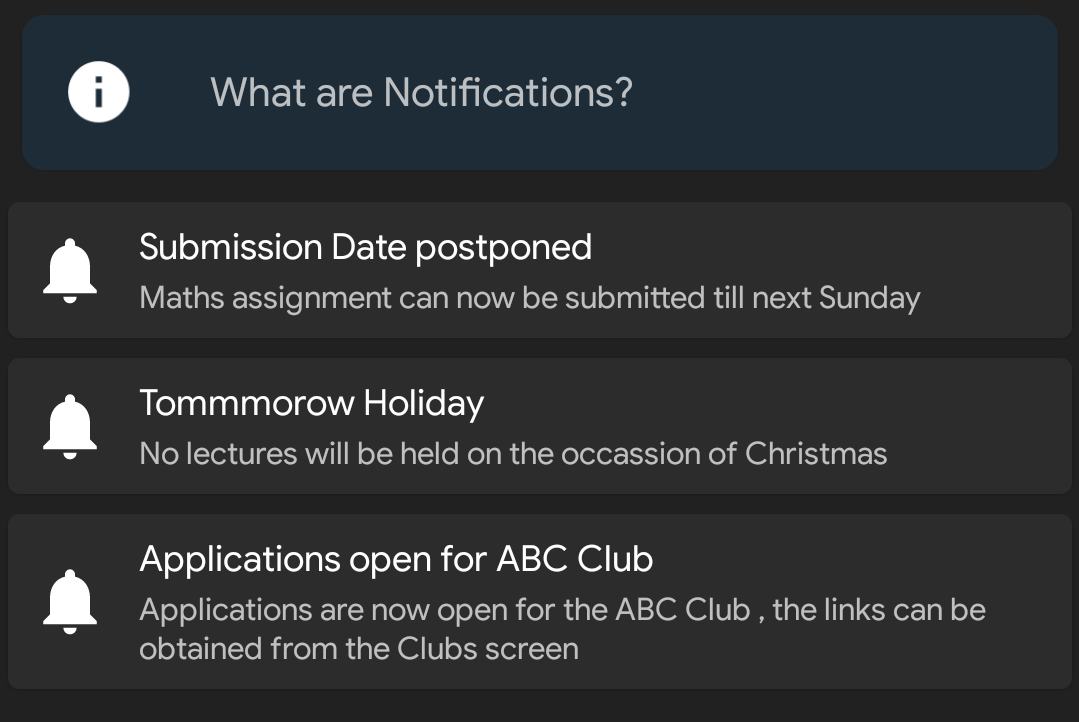 What are Notifications?
Submission Date postponed
Maths assignment can now be submitted till next Sunday
Tommmorow Holiday
No lectures will be held on the occassion of Christmas
Applications open for ABC Club
Applications are now open for the ABC Club , the links can be
obtained from the Clubs screen